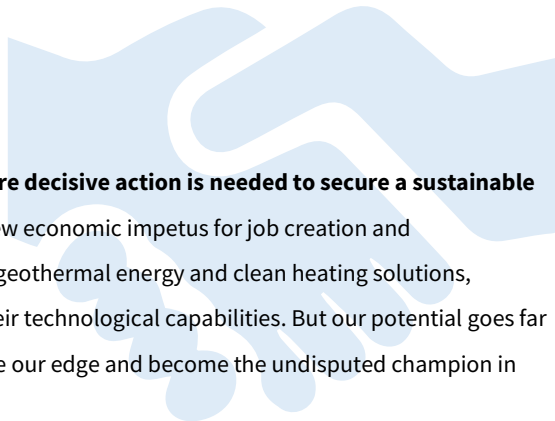 re decisive action is needed to secure a sustainable
w economic impetus for job creation and
geothermal energy and clean heating solutions,
ir technological capabilities. But our potential goes far
e our edge and become the undisputed champion in